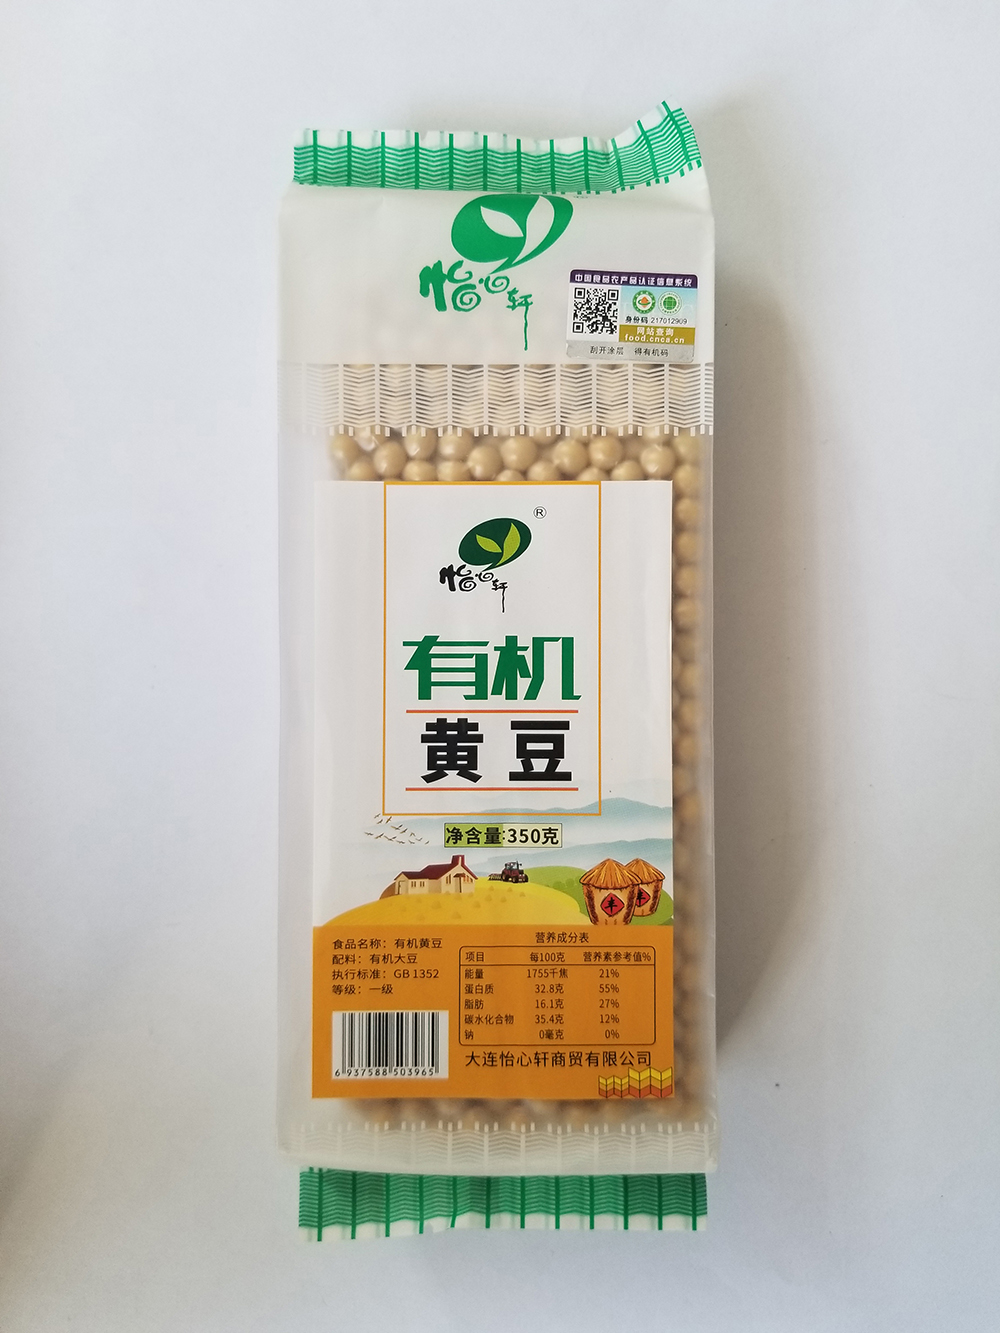 怡心轩
中国食品农产品认证信息系统
身份码 217012909
网站查询
food.cnca.cn
刮开涂层 得有机码
®
怡心轩
有机
黄豆
净含量:350克
丰
丰
食品名称：有机黄豆
配料：有机大豆
执行标准：GB 1352
等级：一级
6 937588 503965
营养成分表
项目 每100克 营养素参考值%
能量 1755千焦 21%
蛋白质 32.8克 55%
脂肪 16.1克 27%
碳水化合物 35.4克 12%
钠 0毫克 0%
大连怡心轩商贸有限公司